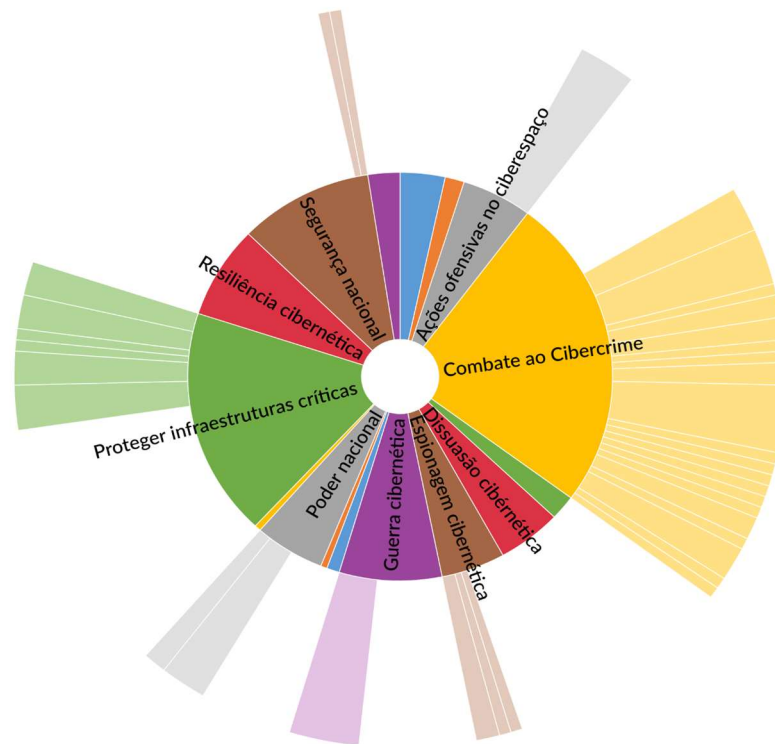 Ações ofensivas no ciberespaço
Combate ao Cibercrime
Dissuasão cibérnética
Espionagem cibernética
Guerra cibernética
Poder nacional
Proteger infraestruturas críticas
Resiliência cibernética
Segurança nacional